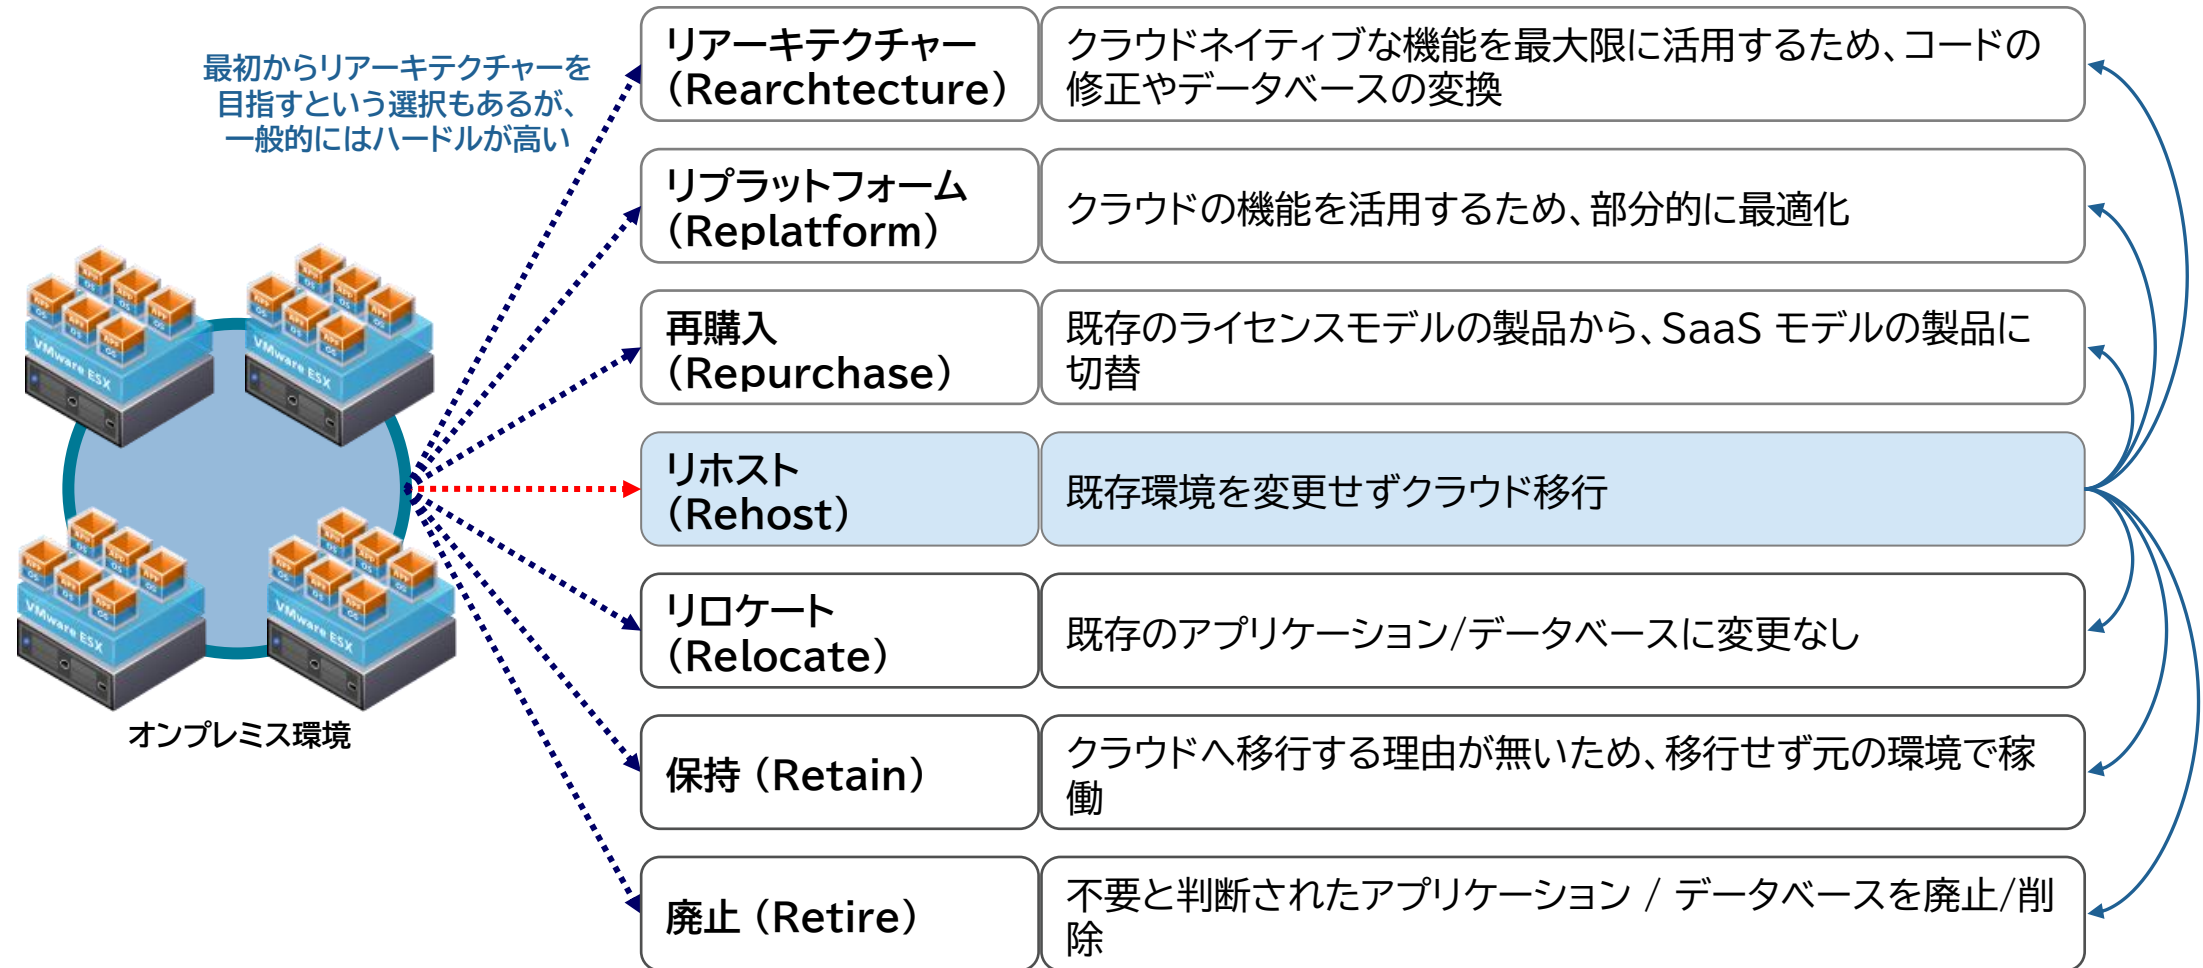 最初からリアーキテクチャーを
目指すという選択もあるが、
一般的にはハードルが高い
VMware ESX
VMware ESX
VMware ESX
VMware ESX
オンプレミス環境
リアーキテクチャー
（Rearchtecture）
クラウドネイティブな機能を最大限に活用するため、コードの
修正やデータベースの変換
リプラットフォーム
（Replatform）
クラウドの機能を活用するため、部分的に最適化
再購入
（Repurchase）
既存のライセンスモデルの製品から、SaaS モデルの製品に
切替
リホスト
（Rehost）
既存環境を変更せずクラウド移行
リロケート
（Relocate）
既存のアプリケーション/データベースに変更なし
保持（Retain）
クラウドへ移行する理由が無いため、移行せず元の環境で稼
働
廃止（Retire）
不要と判断されたアプリケーション / データベースを廃止/削
除